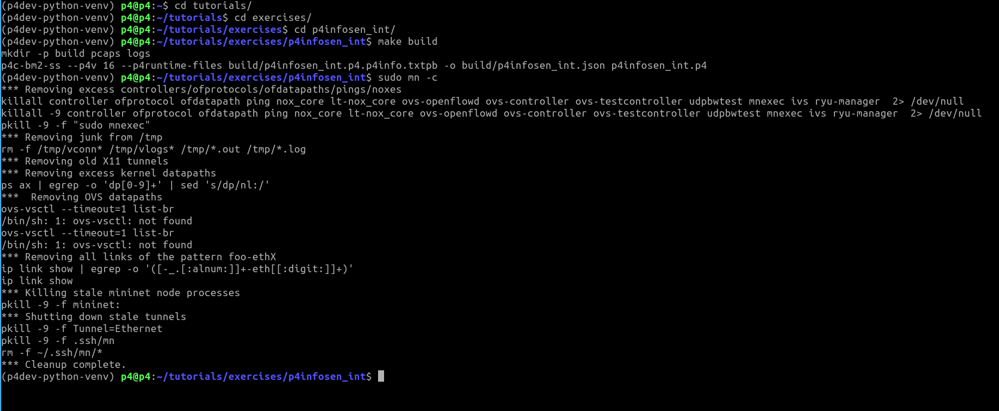 (p4dev-python-venv) p4@p4:~$ cd tutorials/
(p4dev-python-venv) p4@p4:~/tutorials$ cd exercises/
(p4dev-python-venv) p4@p4:~/tutorials/exercises$ cd p4infosen_int/
(p4dev-python-venv) p4@p4:~/tutorials/exercises/p4infosen_int$ make build
mkdir -p build pcaps logs
p4c-bm2-ss --p4v 16 --p4runtime-files build/p4infosen_int.p4.p4info.txtpb -o build/p4infosen_int.json p4infosen_int.p4
(p4dev-python-venv) p4@p4:~/tutorials/exercises/p4infosen_int$ sudo mn -c
*** Removing excess controllers/ofprotocols/ofdatapaths/pings/noxes
killall controller ofprotocol ofdatapath ping nox_core lt-nox_core ovs-openflowd ovs-controller ovs-testcontroller udpbwtest mnexec ivs ryu-manager  2> /dev/null
killall -9 controller ofprotocol ofdatapath ping nox_core lt-nox_core ovs-openflowd ovs-controller ovs-testcontroller udpbwtest mnexec ivs ryu-manager  2> /dev/null
pkill -9 -f "sudo mnexec"
*** Removing junk from /tmp
rm -f /tmp/vconn* /tmp/vlogs* /tmp/*.out /tmp/*.log
*** Removing old X11 tunnels
*** Removing excess kernel datapaths
ps ax | egrep -o 'dp[0-9]+' | sed 's/dp/nl:/'
***  Removing OVS datapaths
ovs-vsctl --timeout=1 list-br
/bin/sh: 1: ovs-vsctl: not found
ovs-vsctl --timeout=1 list-br
/bin/sh: 1: ovs-vsctl: not found
*** Removing all links of the pattern foo-ethX
ip link show | egrep -o '([-_.[:alnum:]]+-eth[[:digit:]]+)'
ip link show
*** Killing stale mininet node processes
pkill -9 -f mininet:
*** Shutting down stale tunnels
pkill -9 -f Tunnel=Ethernet
pkill -9 -f .ssh/mn
rm -f ~/.ssh/mn/*
*** Cleanup complete.
(p4dev-python-venv) p4@p4:~/tutorials/exercises/p4infosen_int$